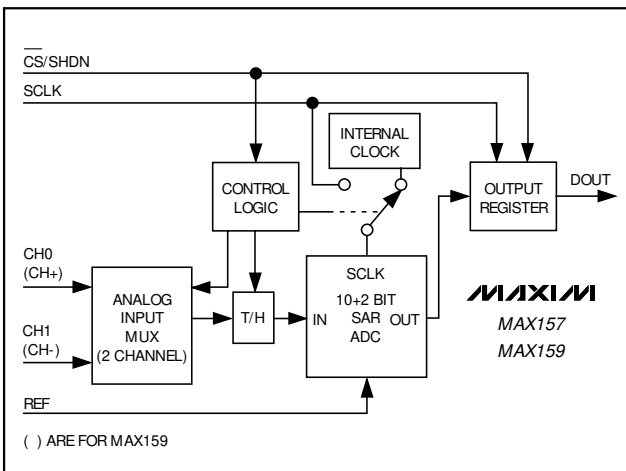 CS/SHDN
SCLK
INTERNAL
CLOCK
CONTROL
LOGIC
OUTPUT
REGISTER
DOUT
CH0
(CH+)
ANALOG
INPUT
MUX
(2 CHANNEL)
CH1
(CH-)
T/H
SCLK
10+2 BIT
IN SAR OUT
ADC
MAXIM
MAX157
MAX159
REF
( ) ARE FOR MAX159